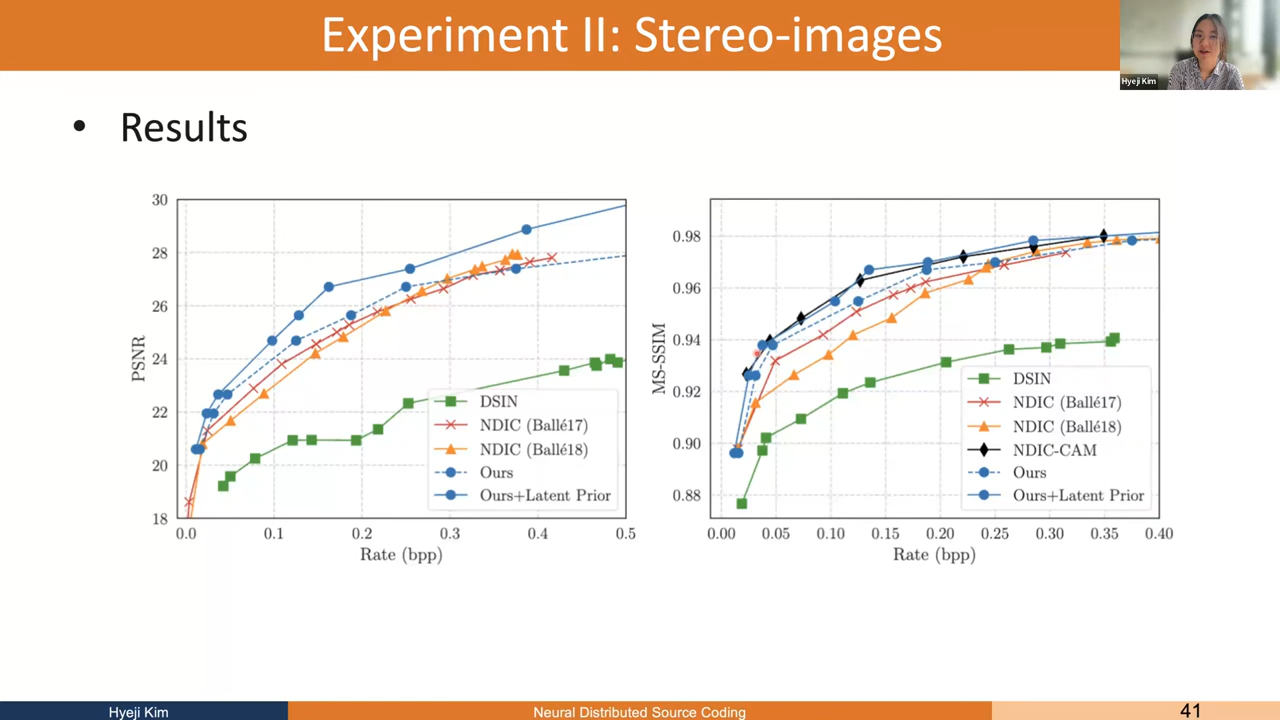 Experiment II: Stereo-images
Hyeji Kim
• Results
30
28
26
24
22
20
18
PSNR
0.0 0.1 0.2 0.3 0.4 0.5
Rate (bpp)
DSIN
NDIC (Ballé17)
NDIC (Ballé18)
Ours
Ours+Latent Prior
0.98
0.96
0.94
0.92
0.90
0.88
MS-SSIM
0.00 0.05 0.10 0.15 0.20 0.25 0.30 0.35 0.40
Rate (bpp)
DSIN
NDIC (Ballé17)
NDIC (Ballé18)
NDIC-CAM
Ours
Ours+Latent Prior
Hyeji Kim
Neural Distributed Source Coding
41